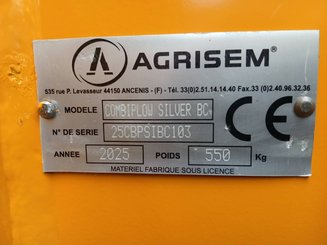 AGRISEM®
535 rue P. Levasseur 44150 ANCENIS - (F) - Tél.33(0)2.51.14.14.40 Fax.33 (0)2.40.96.32.36
MODELE COMBIPLOW SILVER BC
N° DE SERIE 25CBPSIBC103
CE
ANNEE 2025 POIDS 550 Kg
MATERIEL FABRIQUE SOUS LICENCE